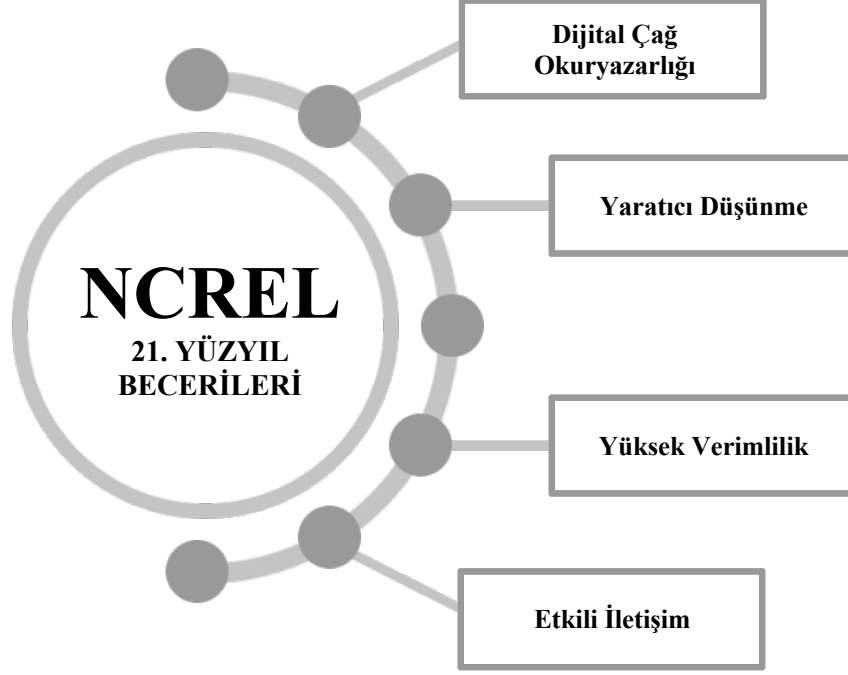 Dijital Çağ
Okuryazarlığı
Yaratıcı Düşünme
NCREL
21. YÜZYIL
BECERİLERİ
Yüksek Verimlilik
Etkili İletişim